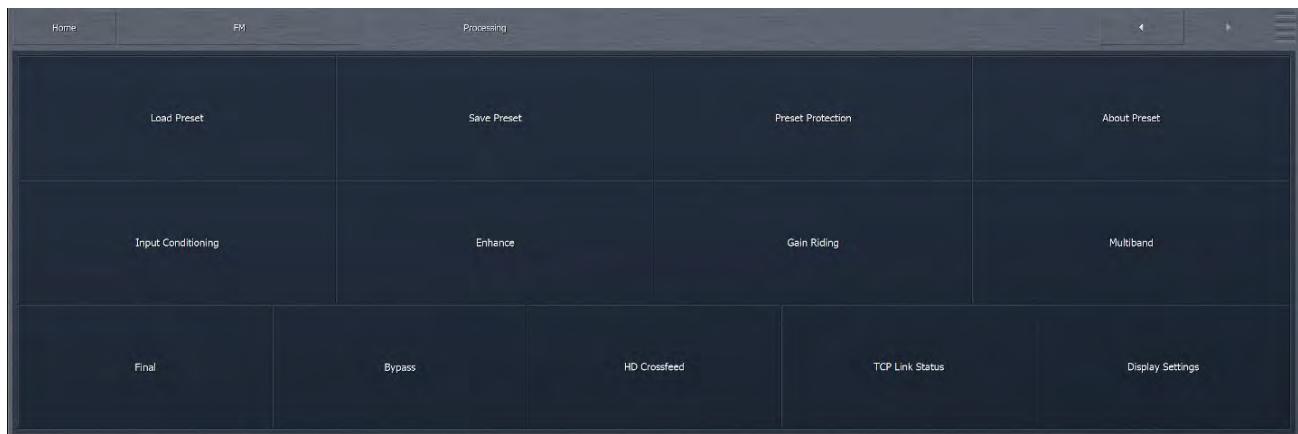 Home FM Processing
Load Preset Save Preset Preset Protection About Preset
Input Conditioning Enhance Gain Riding Multiband
Final Bypass HD Crossfeed TCP Link Status Display Settings